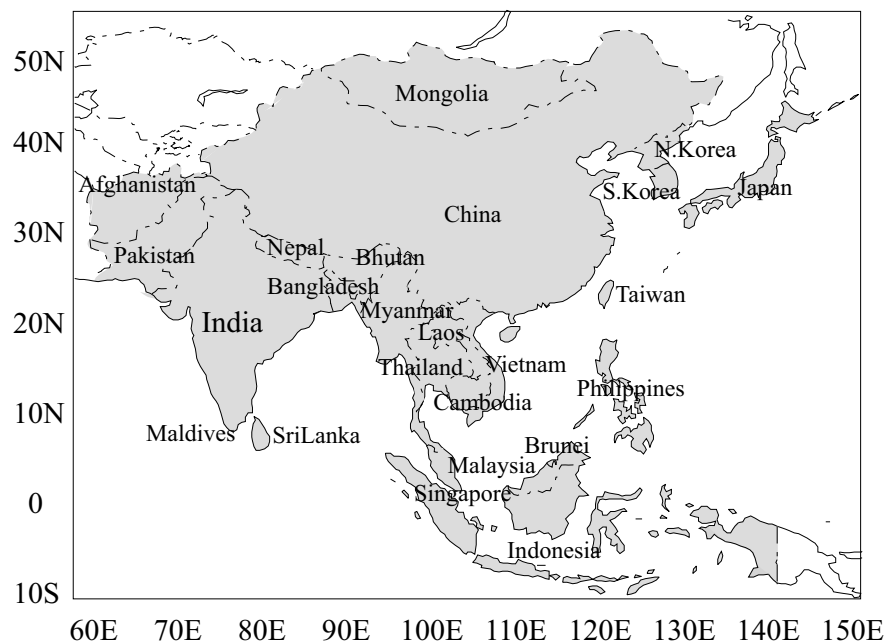 50N
Mongolia
40N
N.Korea
Afghanistan
S.Korea
Japan
China
30N
Nepal
Pakistan
Bhutan
Bangladesh
Taiwan
Myanmar
20N
India
Laos
Thailand
Vietnam
Philippines
Cambodia
10N
Maldives
SriLanka
Brunei
Malaysia
Singapore
0
Indonesia
10S
60E 70E 80E 90E 100E 110E 120E 130E 140E 150E